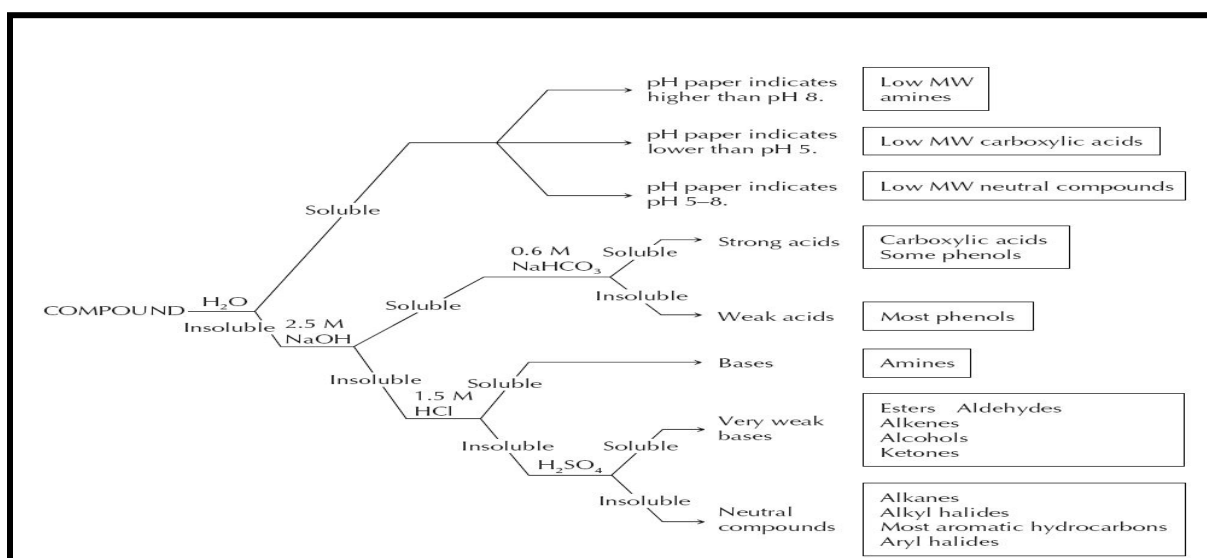 pH paper indicates
higher than pH 8.
Low MW
amines
pH paper indicates
lower than pH 5.
Low MW carboxylic acids
pH paper indicates
pH 5–8.
Low MW neutral compounds
Soluble
0.6 M
NaHCO₃
Soluble
Strong acids
Carboxylic acids
Some phenols
Soluble
Insoluble
Weak acids
Most phenols
COMPOUND
H₂O
Insoluble
2.5 M
NaOH
Insoluble
1.5 M
HCl
Soluble
Bases
Amines
Insoluble
H₂SO₄
Soluble
Very weak
bases
Esters Aldehydes
Alkenes
Alcohols
Ketones
Insoluble
Neutral
compounds
Alkanes
Alkyl halides
Most aromatic hydrocarbons
Aryl halides